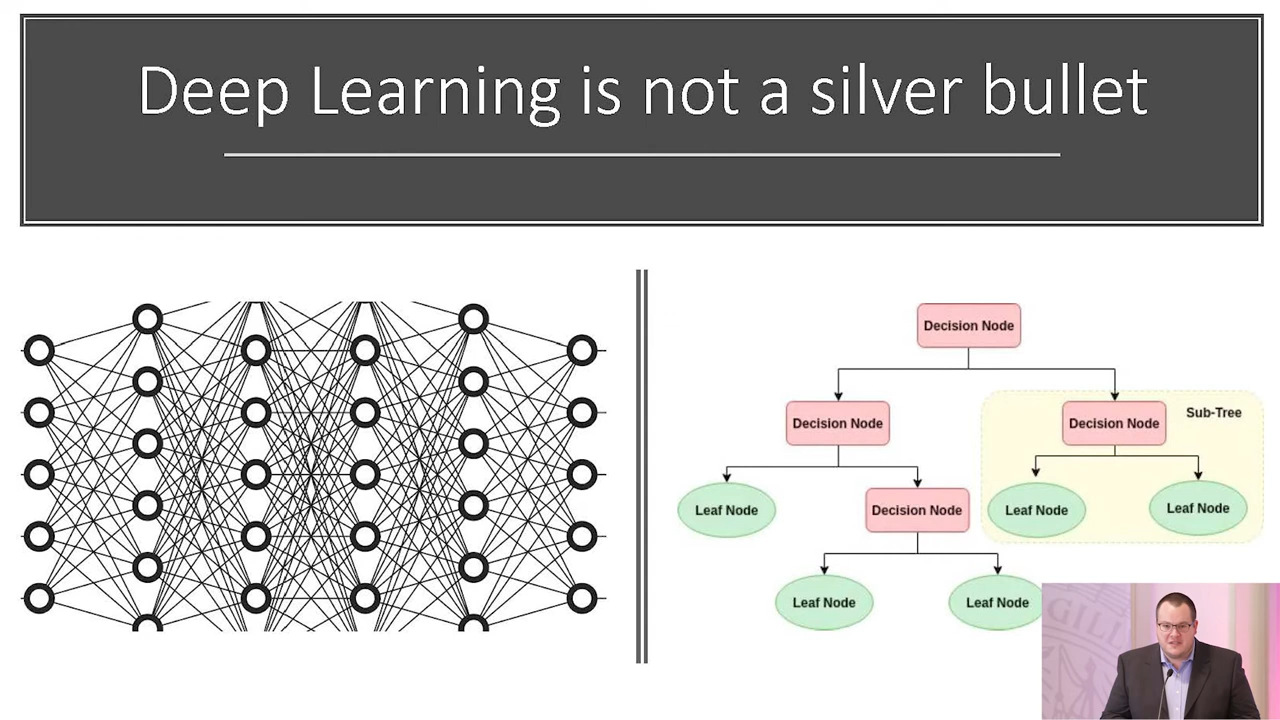 Deep Learning is not a silver bullet
Decision Node
Decision Node
Decision Node
Sub-Tree
Leaf Node
Decision Node
Leaf Node
Leaf Node
Leaf Node
Leaf Node
GILL